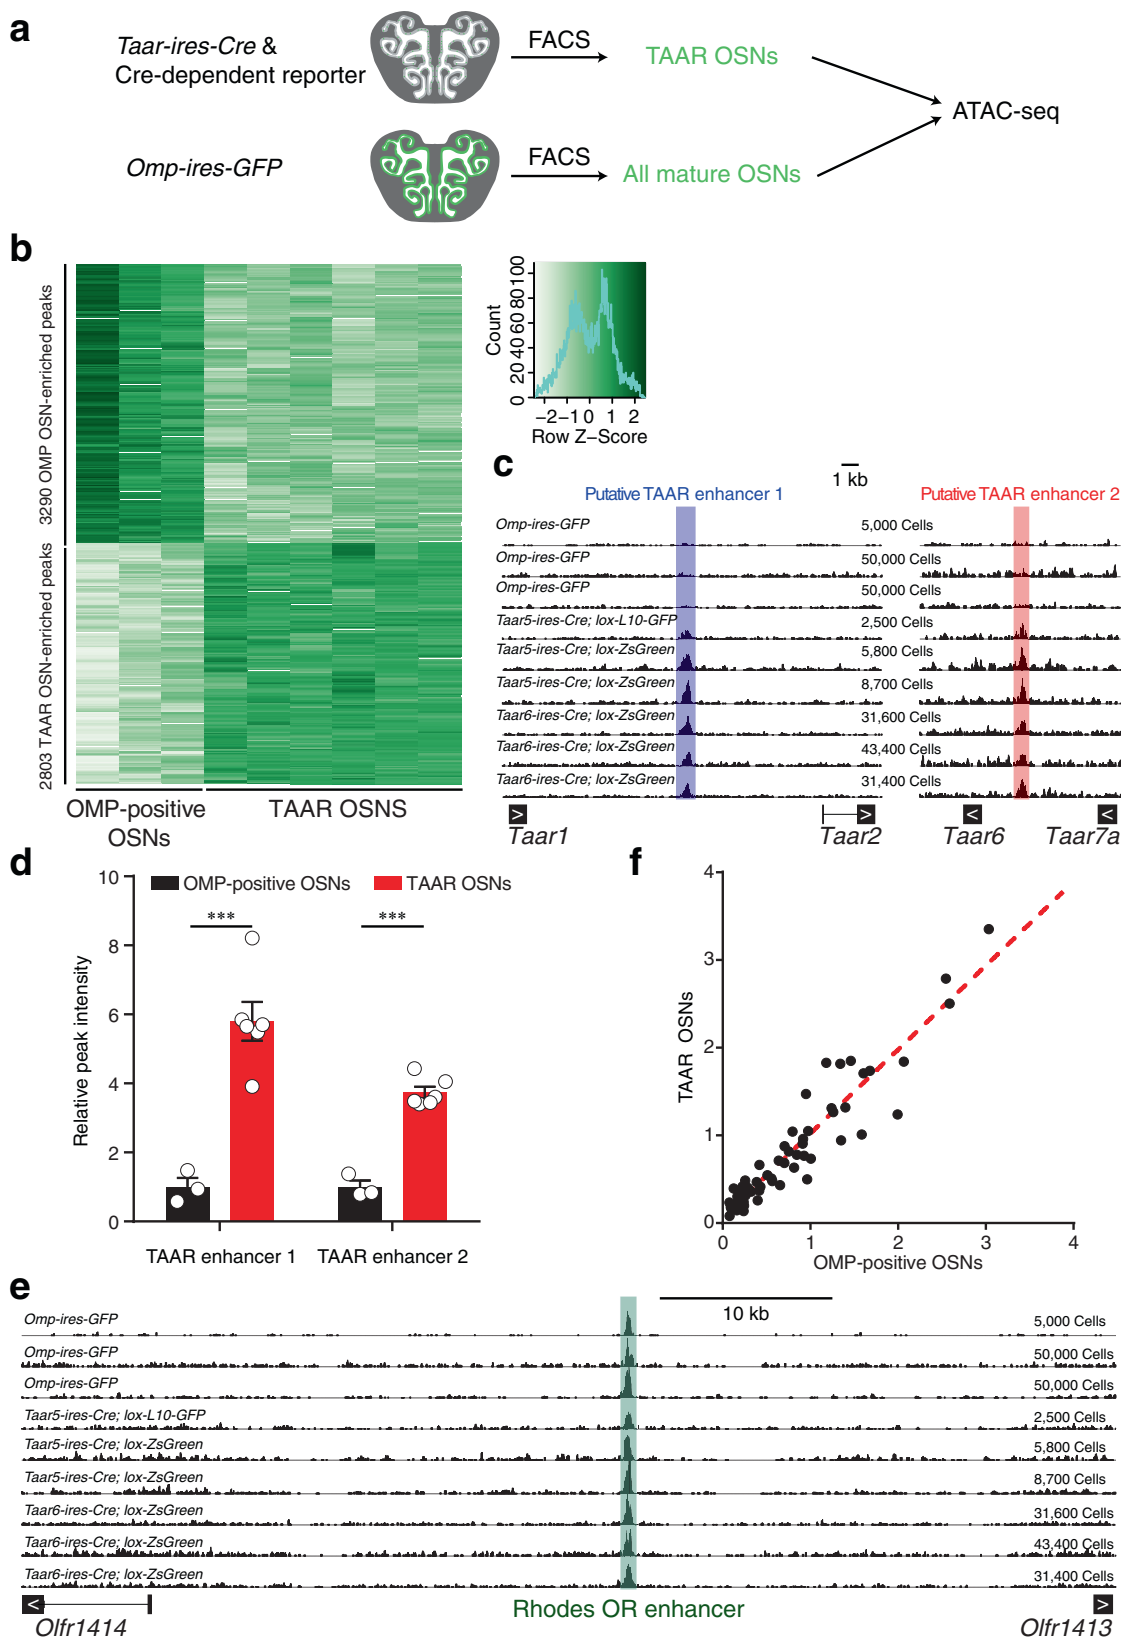 a
Taar-ires-Cre &
Cre-dependent reporter
FACS
TAAR OSNs
ATAC-seq
Omp-ires-GFP
FACS
All mature OSNs
b
3290 OMP OSN-enriched peaks
2803 TAAR OSN-enriched peaks
OMP-positive
OSNs
TAAR OSNS
Count
0 20 40 60 80 100
−2 −1 0 1 2
Row Z−Score
c
1 kb
Putative TAAR enhancer 1
Putative TAAR enhancer 2
Omp-ires-GFP 5,000 Cells
Omp-ires-GFP 50,000 Cells
Omp-ires-GFP 50,000 Cells
Taar5-ires-Cre; lox-L10-GFP 2,500 Cells
Taar5-ires-Cre; lox-ZsGreen 5,800 Cells
Taar5-ires-Cre; lox-ZsGreen 8,700 Cells
Taar6-ires-Cre; lox-ZsGreen 31,600 Cells
Taar6-ires-Cre; lox-ZsGreen 43,400 Cells
Taar6-ires-Cre; lox-ZsGreen 31,400 Cells
> > < <
Taar1 Taar2 Taar6 Taar7a
d
OMP-positive OSNs
TAAR OSNs
*** ***
Relative peak intensity
10
8
6
4
2
0
TAAR enhancer 1
TAAR enhancer 2
f
TAAR OSNs
4
3
2
1
0
0 1 2 3 4
OMP-positive OSNs
e
10 kb
Omp-ires-GFP 5,000 Cells
Omp-ires-GFP 50,000 Cells
Omp-ires-GFP 50,000 Cells
Taar5-ires-Cre; lox-L10-GFP 2,500 Cells
Taar5-ires-Cre; lox-ZsGreen 5,800 Cells
Taar5-ires-Cre; lox-ZsGreen 8,700 Cells
Taar6-ires-Cre; lox-ZsGreen 31,600 Cells
Taar6-ires-Cre; lox-ZsGreen 43,400 Cells
Taar6-ires-Cre; lox-ZsGreen 31,400 Cells
< >
Olfr1414
Rhodes OR enhancer
Olfr1413